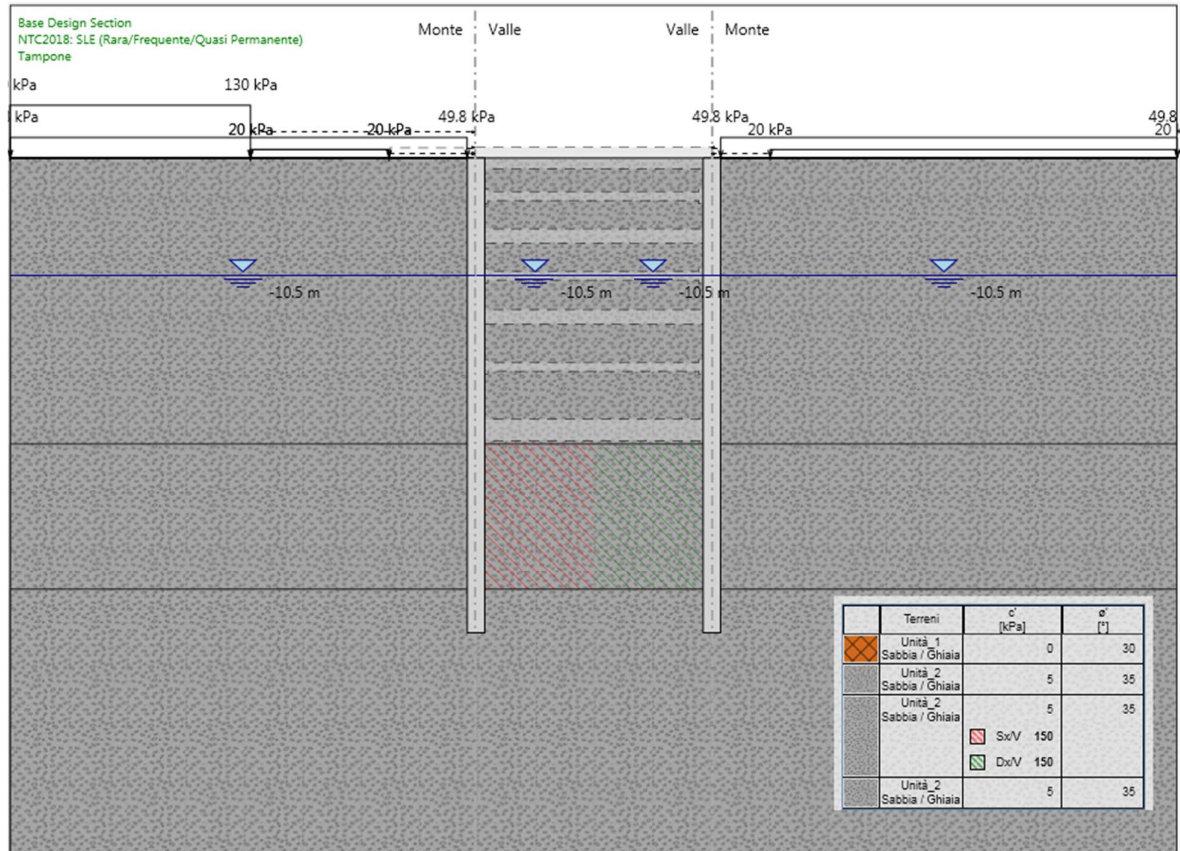 Base Design Section
NTC2018: SLE (Rara/Frequente/Quasi Permanente)
Tampone
Monte Valle Valle Monte
kPa 130 kPa
kPa 49.8 kPa 49.8 kPa 49.8
20 kPa 20 kPa 20 kPa 20
-10.5 m -10.5 m -10.5 m -10.5 m
Terreni c' [kPa] ø' [°]
Unità_1
Sabbia / Ghiaia 0 30
Unità_2
Sabbia / Ghiaia 5 35
Unità_2
Sabbia / Ghiaia 5 35
Sx/V 150
Dx/V 150
Unità_2
Sabbia / Ghiaia 5 35